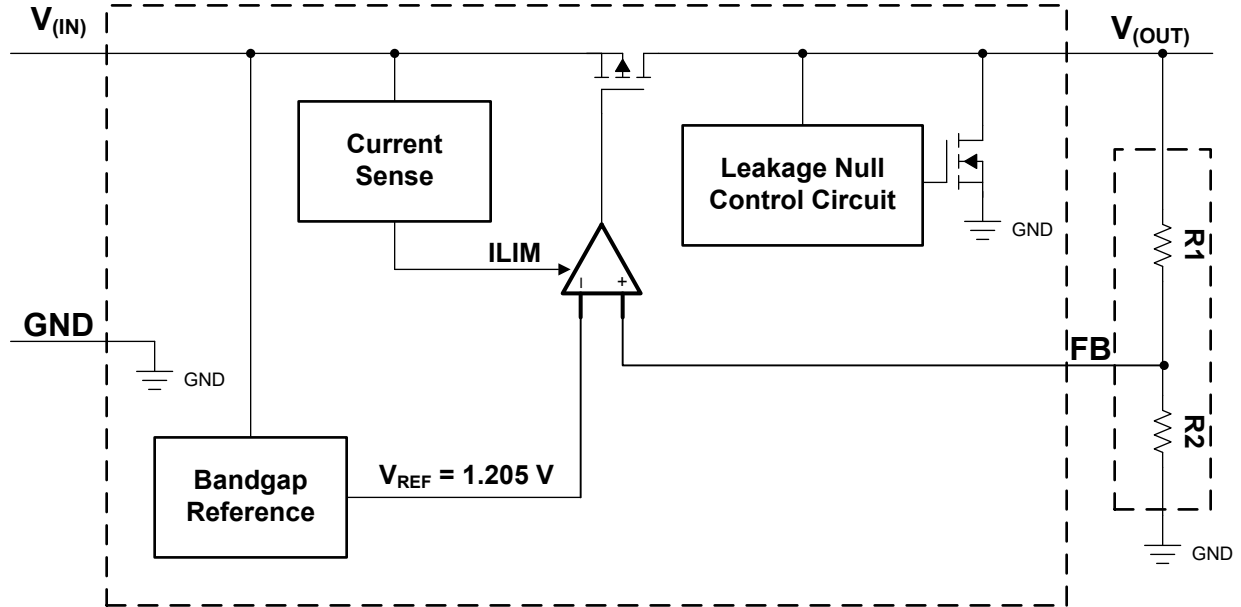 V(IN)
V(OUT)
Current
Sense
Leakage Null
Control Circuit
GND
R1
ILIM
- +
GND
GND
FB
R2
Bandgap
Reference
VREF = 1.205 V
GND